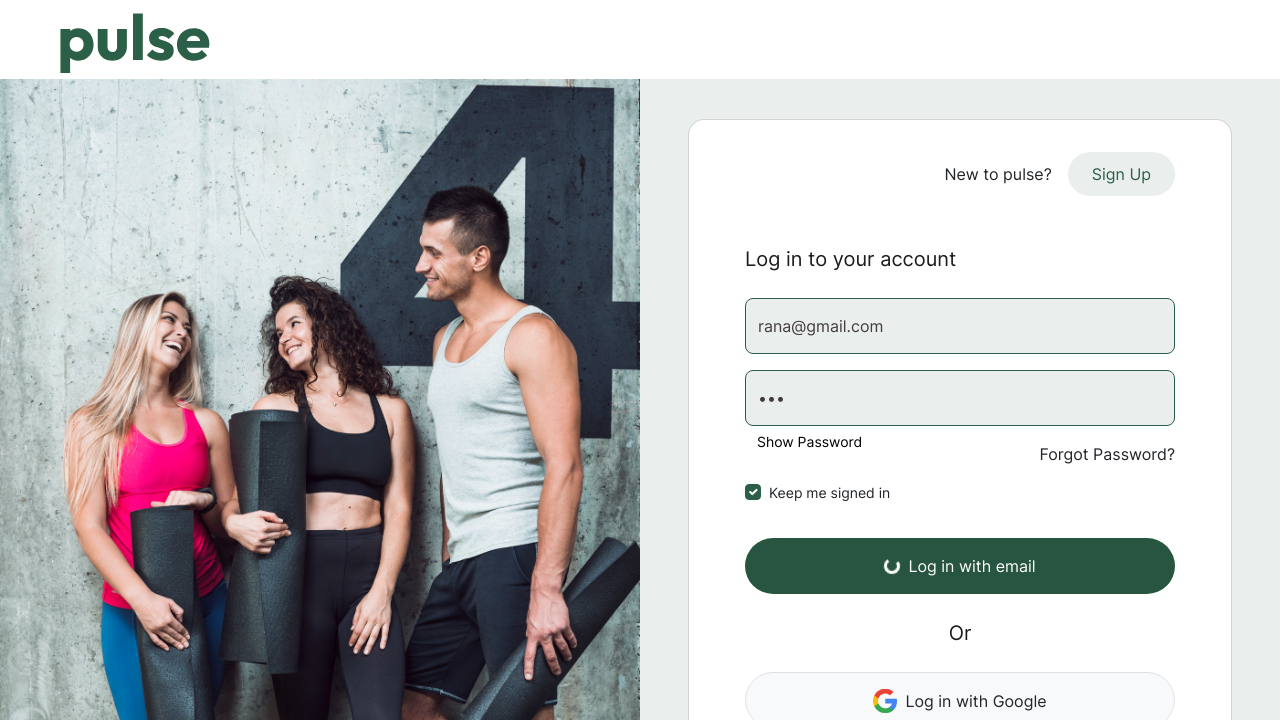 pulse
4
New to pulse?
Sign Up
Log in to your account
rana@gmail.com
•••
Show Password
Forgot Password?
Keep me signed in
Log in with email
Or
Log in with Google